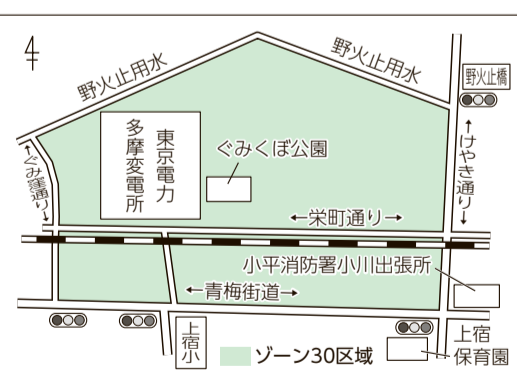 野火止用水
野火止用水
野火止橋
東京電力
多摩変電所
ぐみくぼ公園
←けやき通り→
←ぐみ窪通り→
←栄町通り→
小平消防署小川出張所
←青梅街道→
上宿小
上宿
保育園
ゾーン30区域